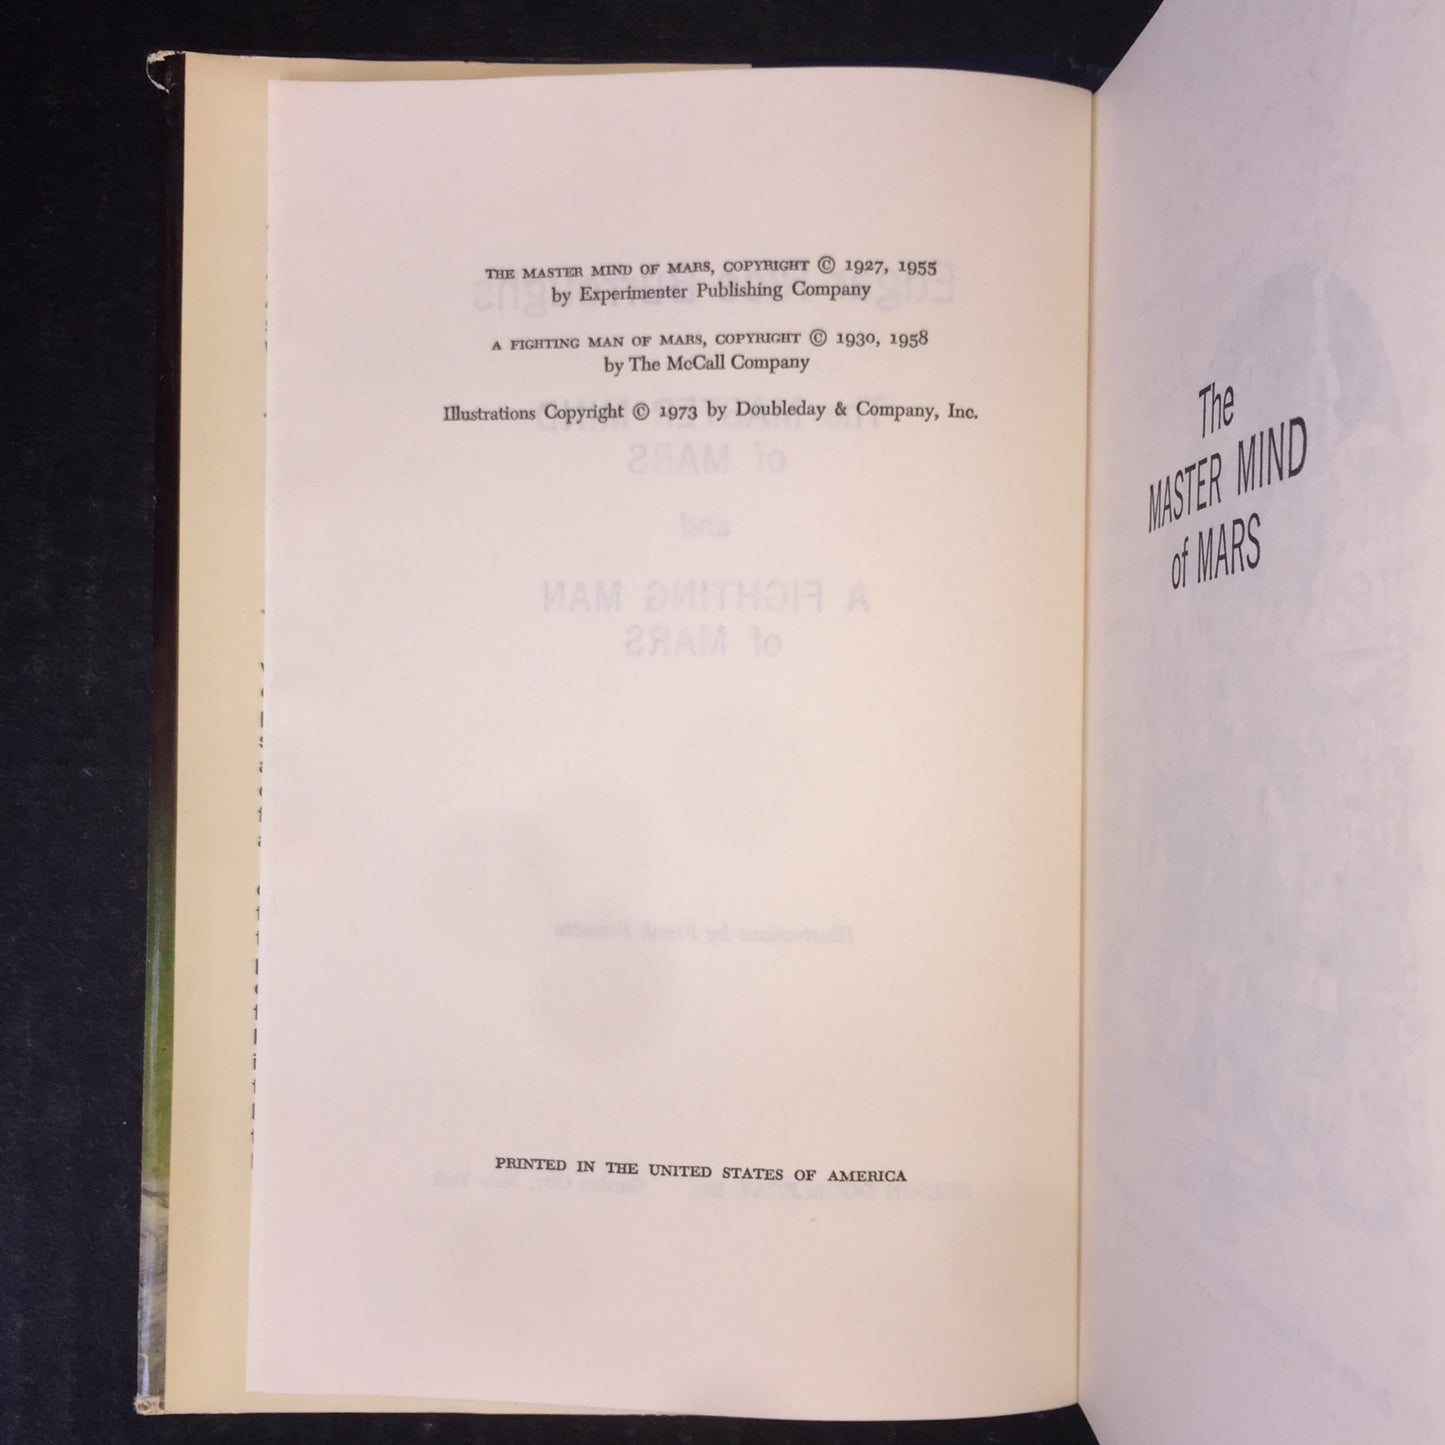 THE MASTER MIND OF MARS, COPYRIGHT © 1927, 1955
by Experimenter Publishing Company
A FIGHTING MAN OF MARS, COPYRIGHT © 1930, 1958
by The McCall Company
Illustrations Copyright © 1973 by Doubleday & Company, Inc.
PRINTED IN THE UNITED STATES OF AMERICA
The
MASTER MIND
of MARS